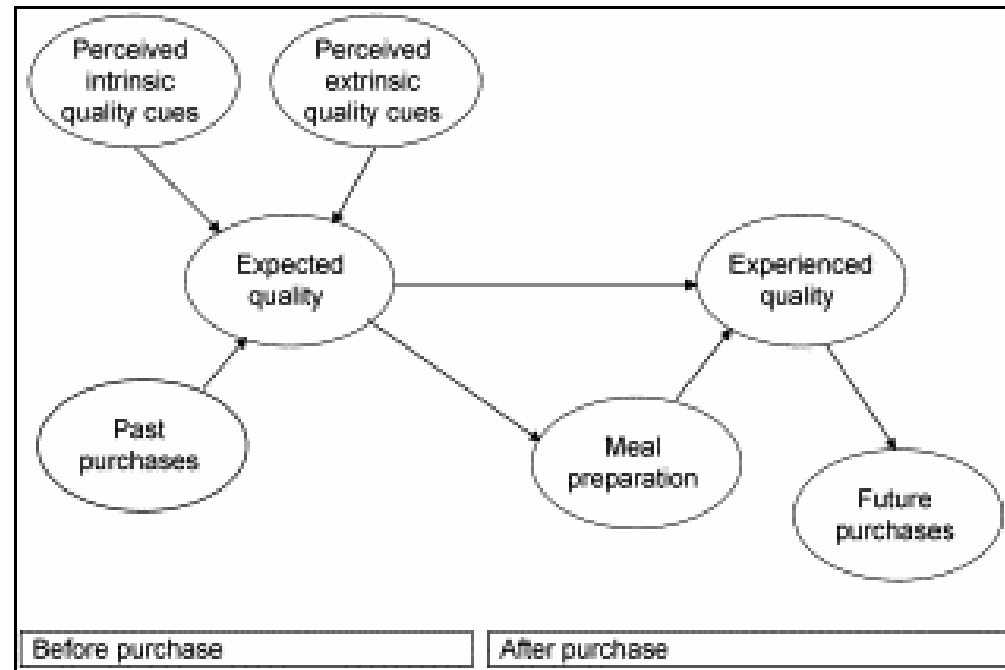 Perceived
intrinsic
quality cues
Perceived
extrinsic
quality cues
Expected
quality
Experienced
quality
Past
purchases
Meal
preparation
Future
purchases
Before purchase
After purchase